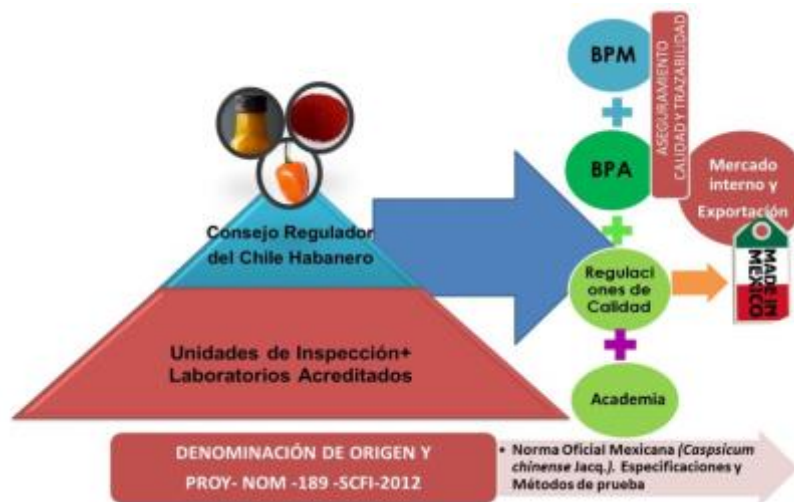 BPM
ASEGURAMIENTO
CALIDAD Y TRAZABILIDAD
BPA
Mercado
interno y
Exportación
MADE IN
MEXICO
Consejo Regulador
del Chile Habanero
Regulaci
ones de
Calidad
Unidades de Inspección+
Laboratorios Acreditados
Academia
DENOMINACIÓN DE ORIGEN Y
PROY- NOM -189 -SCFI-2012
• Norma Oficial Mexicana (Caspsicum
chinense Jacq.). Especificaciones y
Métodos de prueba